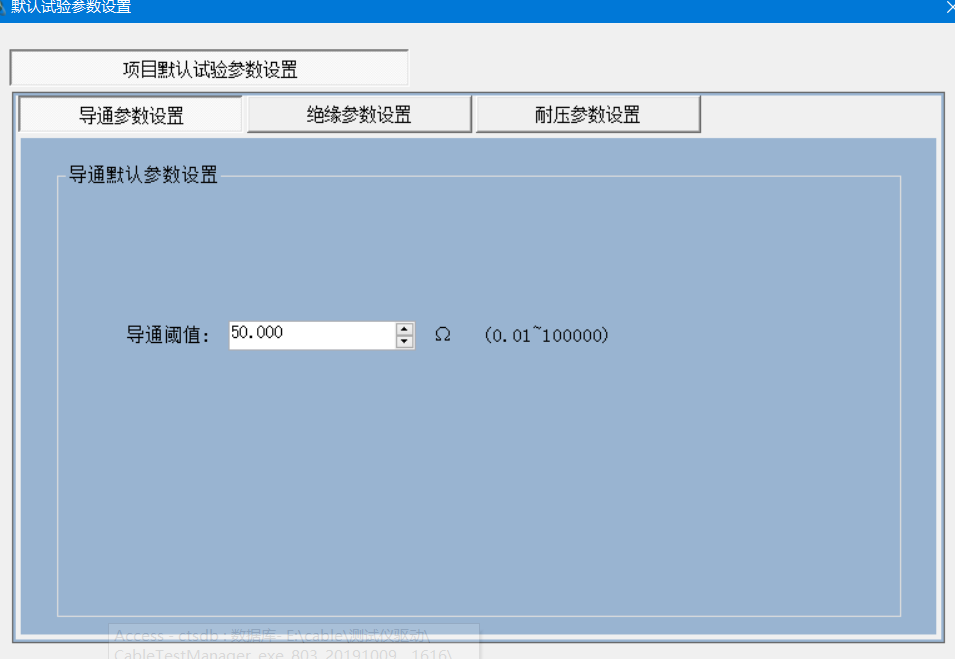 默认试验参数设置
项目默认试验参数设置
导通参数设置 绝缘参数设置 耐压参数设置
导通默认参数设置
导通阈值: 50.000 Ω (0.01~100000)
Access - ctsdb : 数据库- E:\cable\测试仪驱动\
CableTestManager_exe_803_20191009__1616\